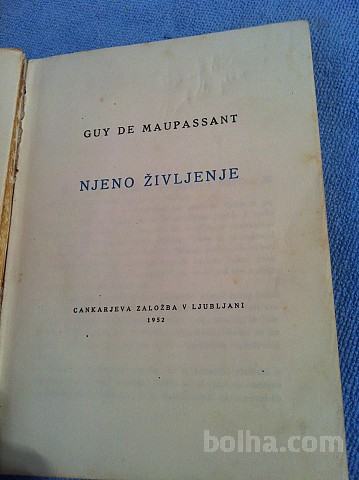 GUY DE MAUPASSANT
NJENO ŽIVLJENJE
CANKARJEVA ZALOŽBA V LJUBLJANI
1952
bolha.com